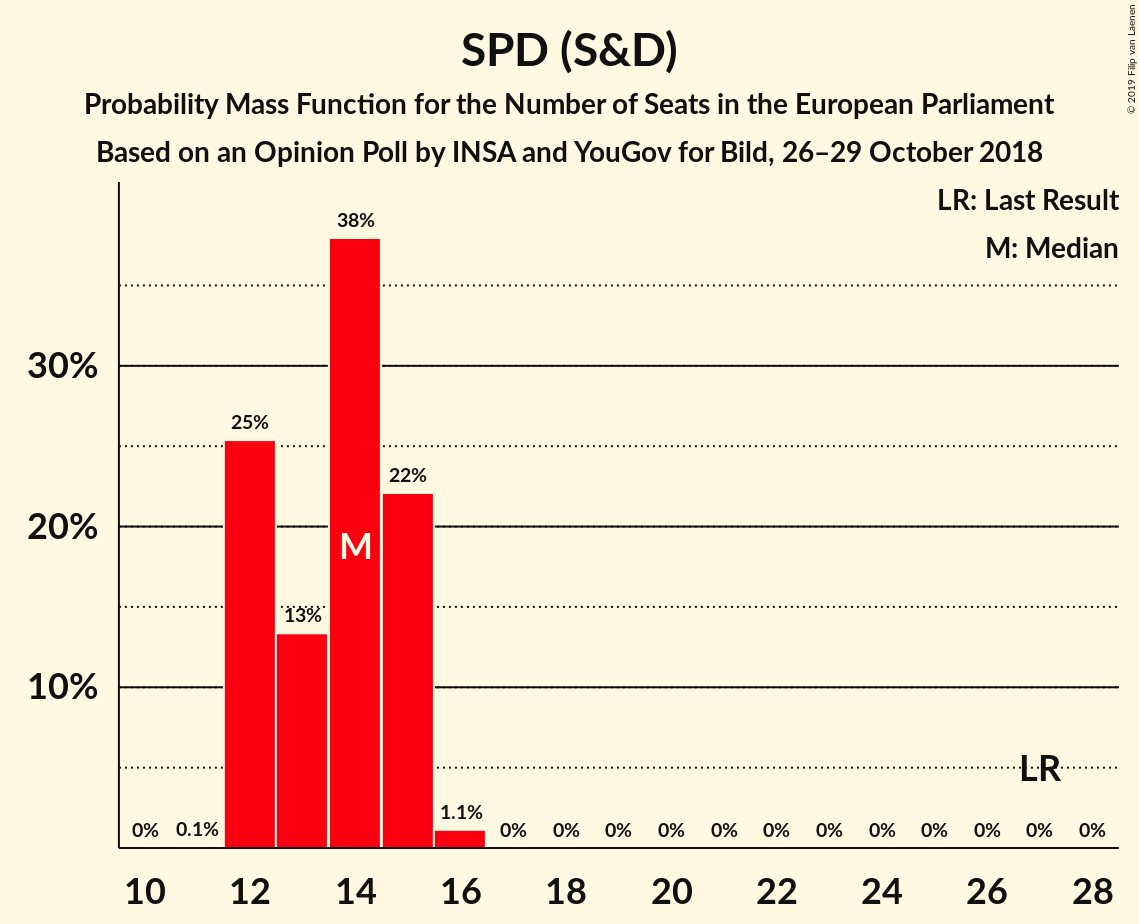 SPD (S&D)
Probability Mass Function for the Number of Seats in the European Parliament
Based on an Opinion Poll by INSA and YouGov for Bild, 26–29 October 2018
© 2019 Filip van Laenen
LR: Last Result
M: Median
38%
30%
25%
22%
20%
M
13%
10%
LR
0% 0.1% 1.1% 0% 0% 0% 0% 0% 0% 0% 0% 0% 0% 0% 0%
10 12 14 16 18 20 22 24 26 28